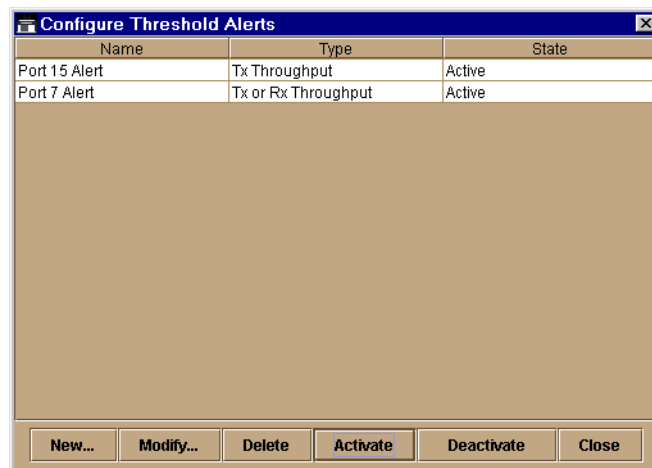 Configure Threshold Alerts
Name Type State
Port 15 Alert Tx Throughput Active
Port 7 Alert Tx or Rx Throughput Active
New... Modify... Delete Activate Deactivate Close